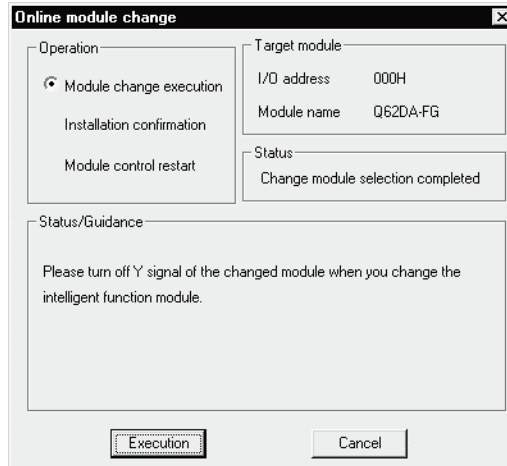 Online module change
Operation
Module change execution
Installation confirmation
Module control restart
Target module
I/O address 000H
Module name Q62DA-FG
Status
Change module selection completed
Status/Guidance
Please turn off Y signal of the changed module when you change the
intelligent function module.
Execution
Cancel